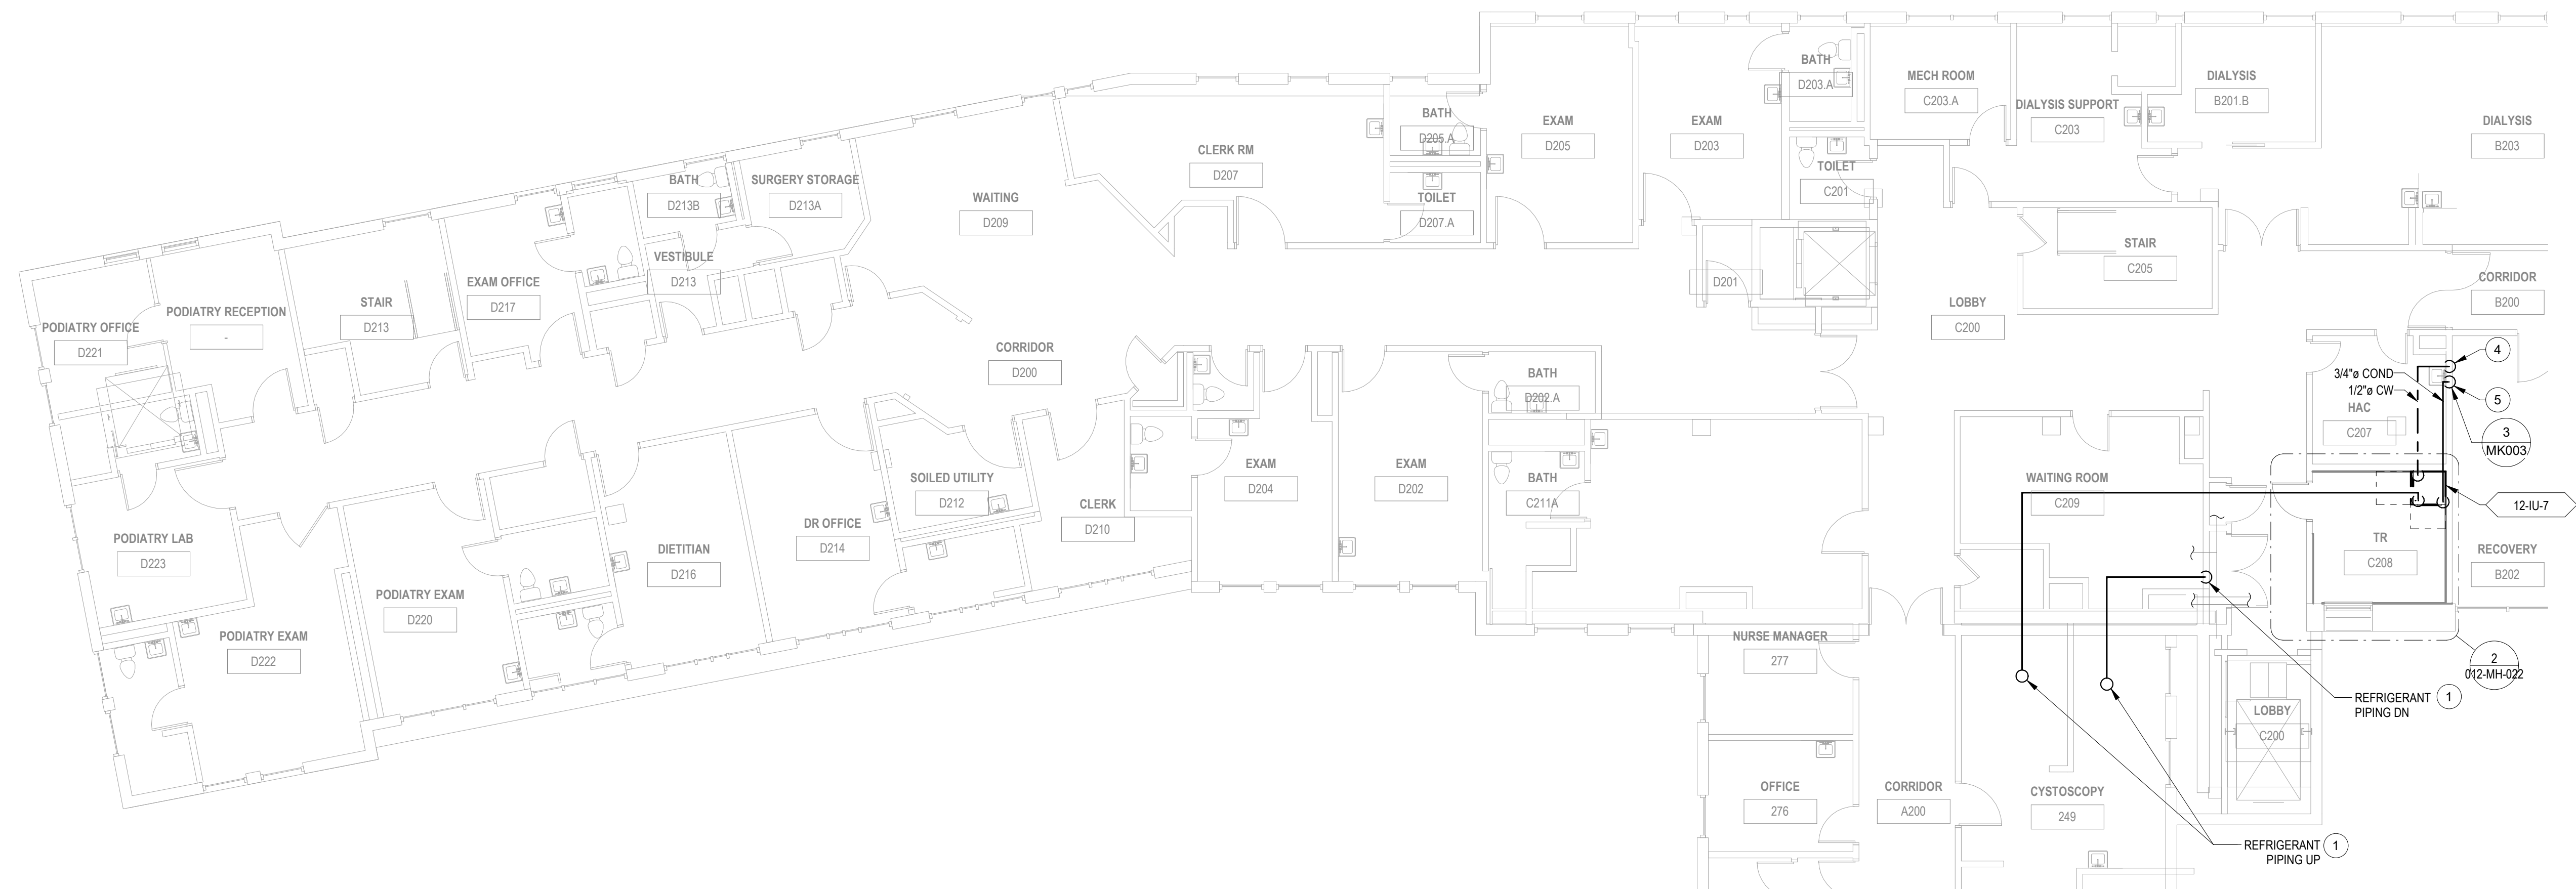 BATH
D203.A
MECH ROOM
C203.A
DIALYSIS SUPPORT
C203
DIALYSIS
B201.B
DIALYSIS
B203
BATH
D205.A
EXAM
D205
EXAM
D203
CLERK RM
D207
TOILET
C201
TOILET
D207.A
BATH
D213B
SURGERY STORAGE
D213A
WAITING
D209
VESTIBULE
D213
STAIR
C205
D201
LOBBY
C200
CORRIDOR
B200
EXAM OFFICE
D217
STAIR
D213
PODIATRY RECEPTION
-
PODIATRY OFFICE
D221
CORRIDOR
D200
BATH
D202.A
3/4"ø COND
1/2"ø CW
4
5
3
MK003
HAC
C207
EXAM
D204
EXAM
D202
BATH
C211A
WAITING ROOM
C209
SOILED UTILITY
D212
CLERK
D210
DR OFFICE
D214
DIETITIAN
D216
PODIATRY LAB
D223
PODIATRY EXAM
D220
PODIATRY EXAM
D222
12-IU-7
TR
C208
RECOVERY
B202
NURSE MANAGER
277
2
012-MH-022
REFRIGERANT
PIPING DN
1
LOBBY
C200
OFFICE
276
CORRIDOR
A200
CYSTOSCOPY
249
REFRIGERANT
PIPING UP
1